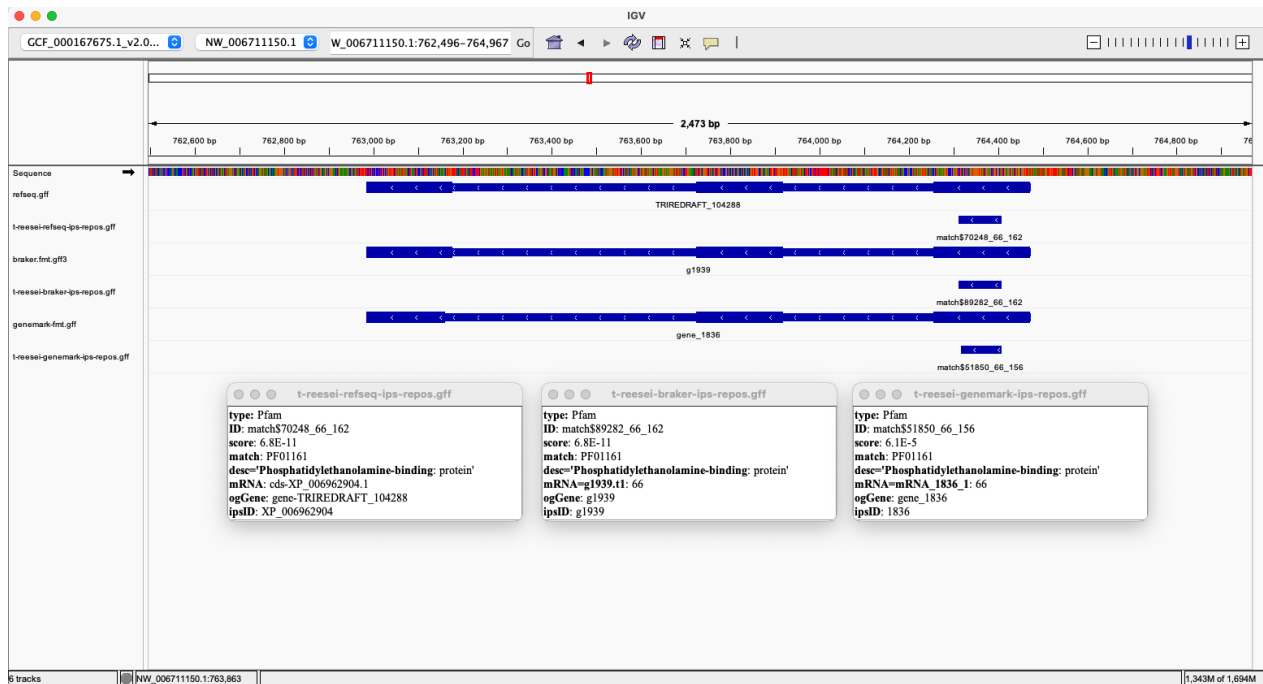 IGV
GCF_000167675.1_v2.0... NW_006711150.1 W_006711150.1:762,496-764,967 Go
2,473 bp
762,600 bp 762,800 bp 763,000 bp 763,200 bp 763,400 bp 763,600 bp 763,800 bp 764,000 bp 764,200 bp 764,400 bp 764,600 bp 764,800 bp 76
Sequence
refseq.gff
TRIREDRAFT_104288
t-reesei-refseq-ips-repos.gff
match$70248_66_162
braker.fmt.gff3
g1939
t-reesei-braker-ips-repos.gff
match$89282_66_162
genemark-fmt.gff
gene_1836
t-reesei-genemark-ips-repos.gff
match$51850_66_156
t-reesei-refseq-ips-repos.gff
type: Pfam
ID: match$70248_66_162
score: 6.8E-11
match: PF01161
desc='Phosphatidylethanolamine-binding: protein'
mRNA: cds-XP_006962904.1
ogGene: gene-TRIREDRAFT_104288
ipsID: XP_006962904
t-reesei-braker-ips-repos.gff
type: Pfam
ID: match$89282_66_162
score: 6.8E-11
match: PF01161
desc='Phosphatidylethanolamine-binding: protein'
mRNA=g1939.t1: 66
ogGene: g1939
ipsID: g1939
t-reesei-genemark-ips-repos.gff
type: Pfam
ID: match$51850_66_156
score: 6.1E-5
match: PF01161
desc='Phosphatidylethanolamine-binding: protein'
mRNA=mRNA_1836_1: 66
ogGene: gene_1836
ipsID: 1836
6 tracks NW_006711150.1:763,863 1,343M of 1,694M